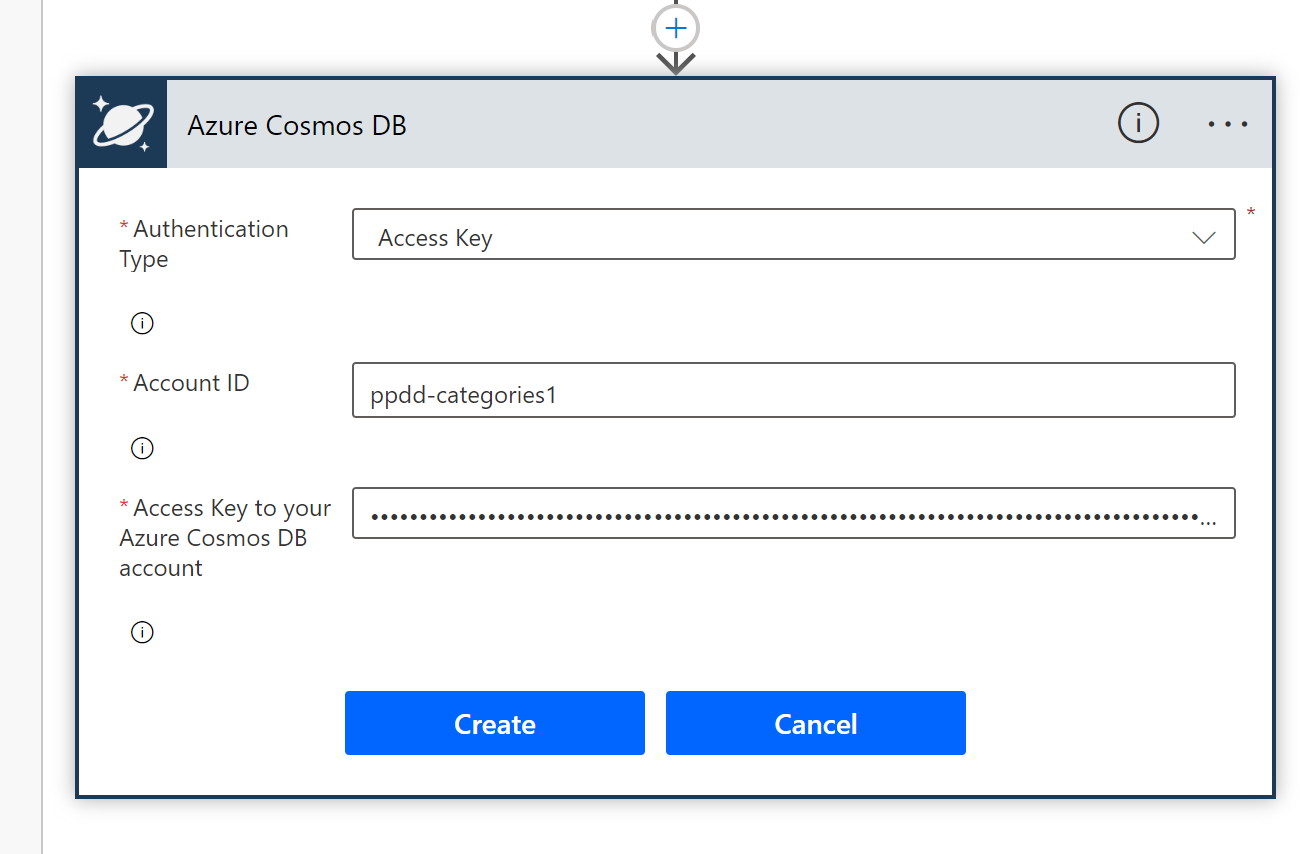 Azure Cosmos DB
* Authentication
Type
Access Key
*
* Account ID
ppdd-categories1
* Access Key to your
Azure Cosmos DB
account
Create
Cancel